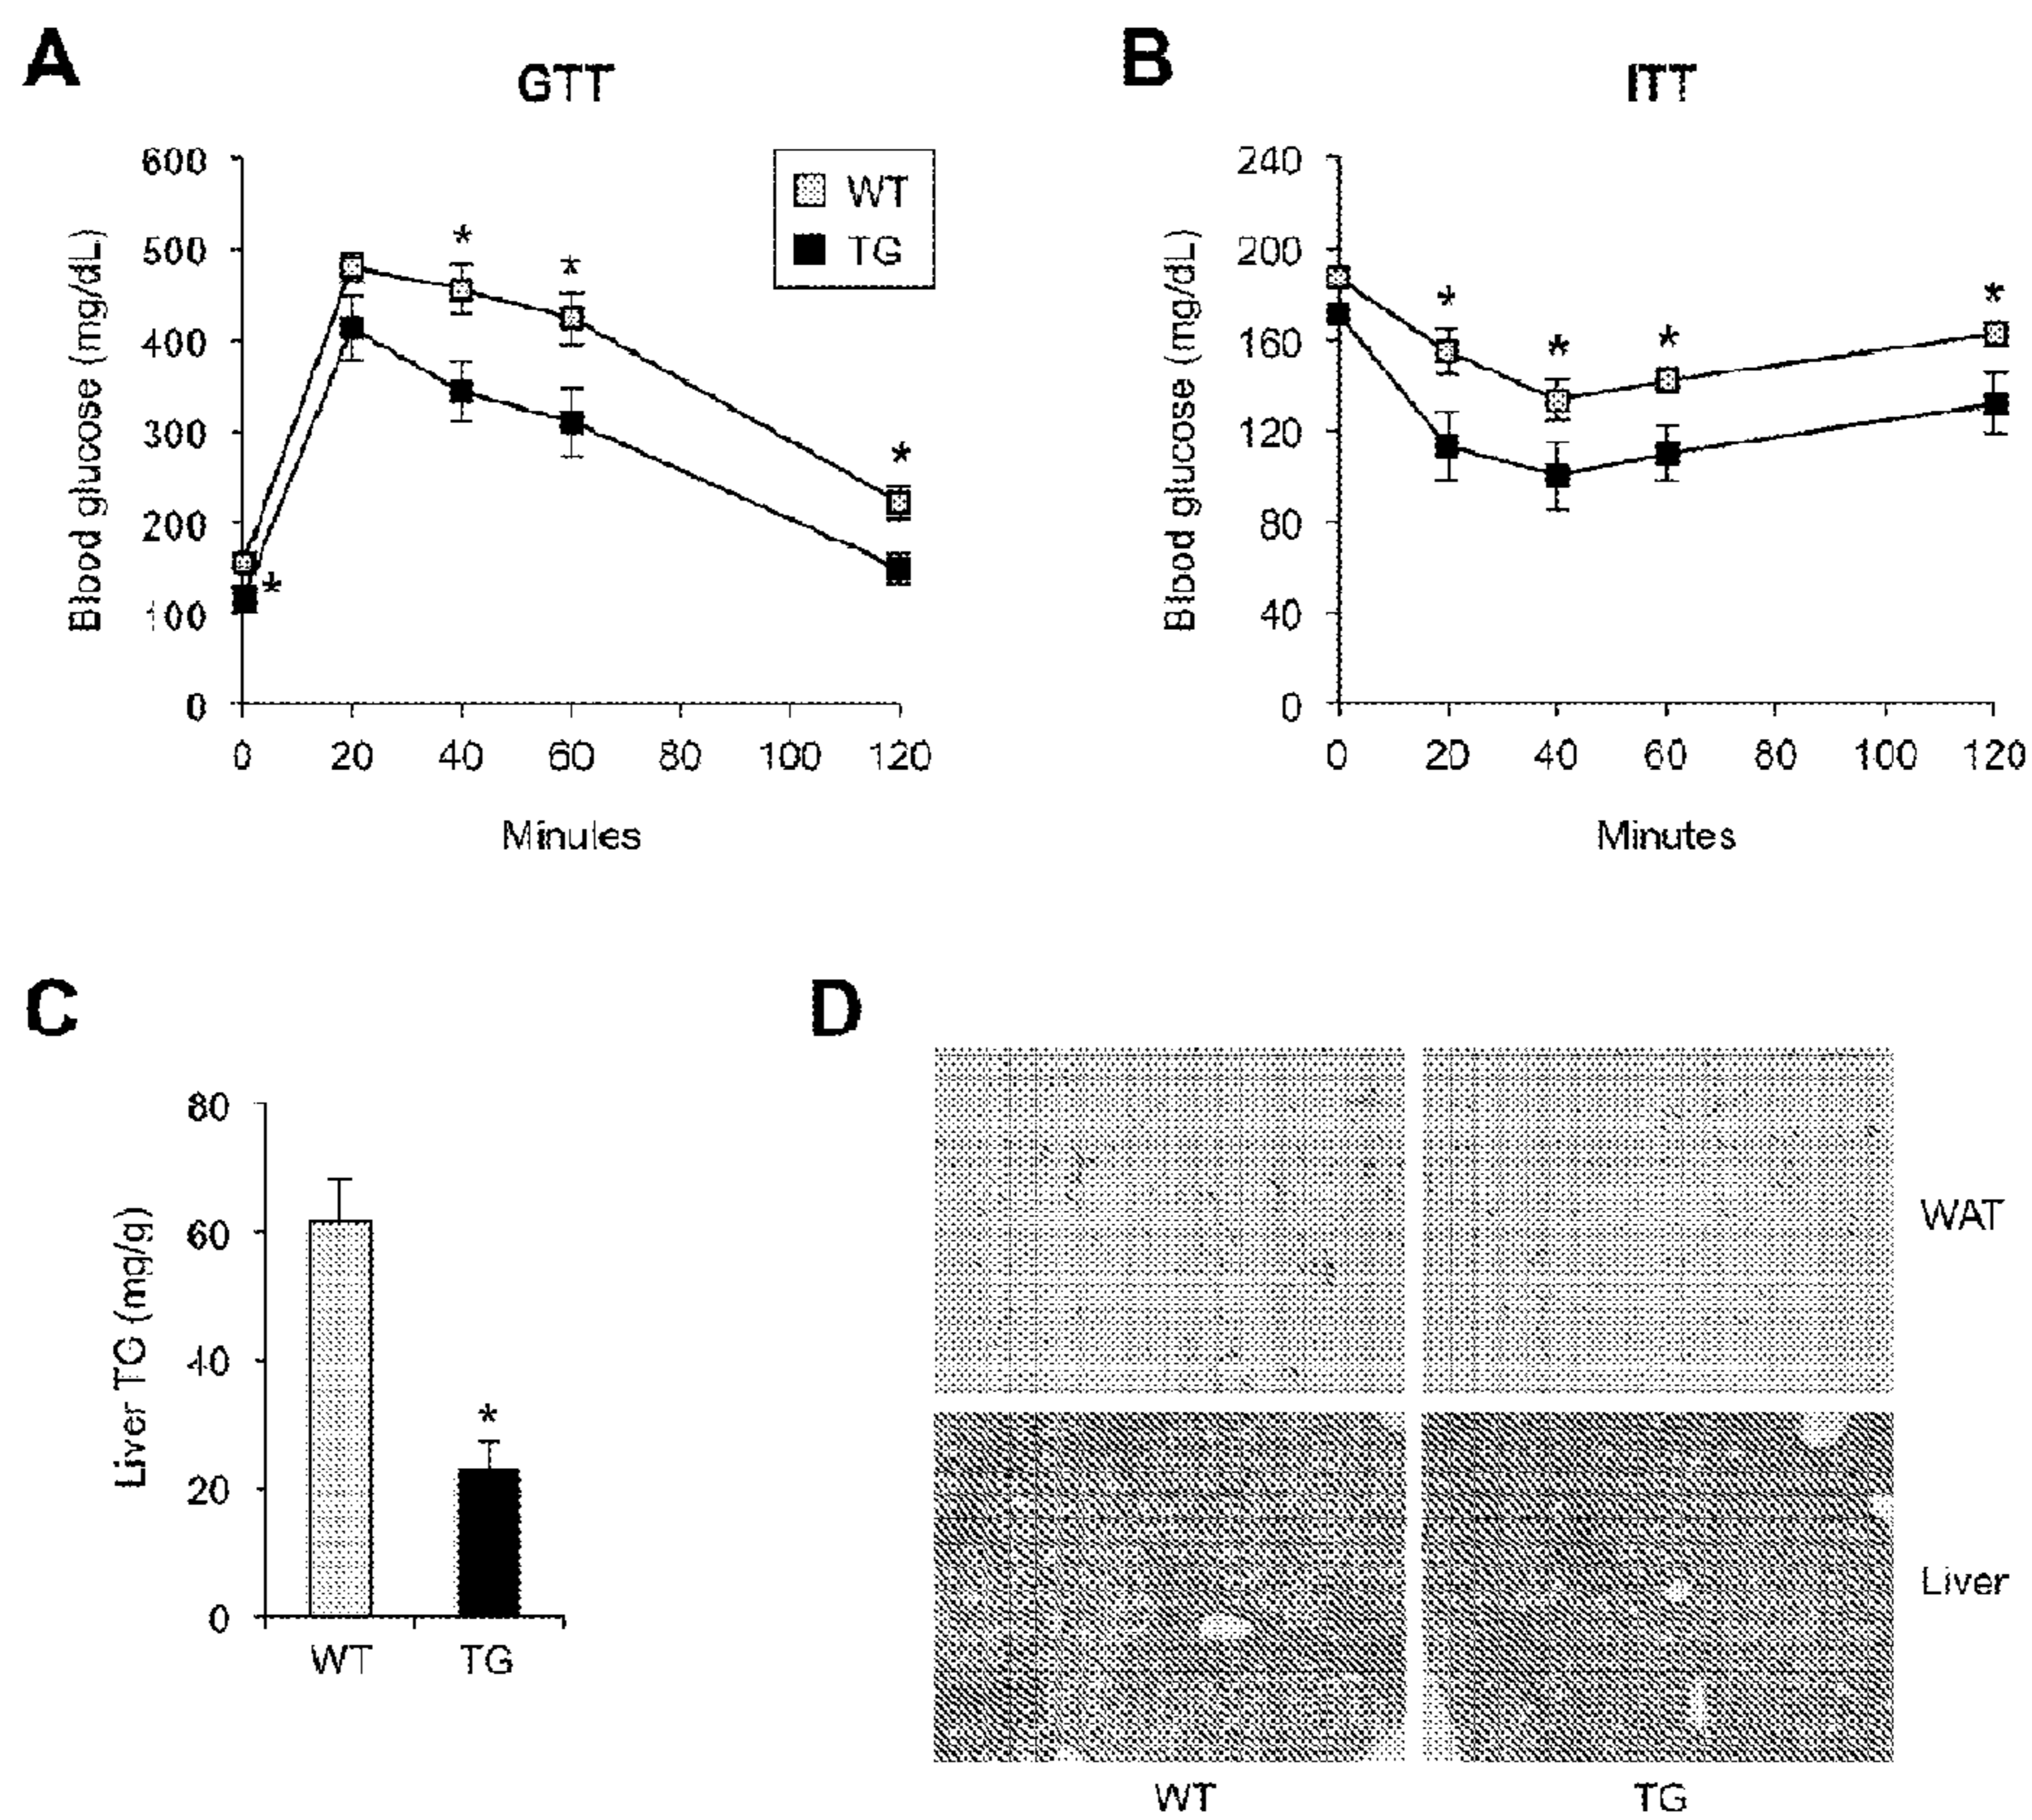 A
GTT
600
500
400
300
200
100
0
Blood glucose (mg/dL)
* * * *
*
WT
TG
0 20 40 60 80 100 120
Minules
B
ITT
240
200
160
120
80
40
0
Blood glucose (mg/dL)
* * * *
0 20 40 60 80 100 120
Minutes
C
80
60
40
20
0
Liver TG (mg/g)
*
WT TG
D
WAT
Liver
WT TG